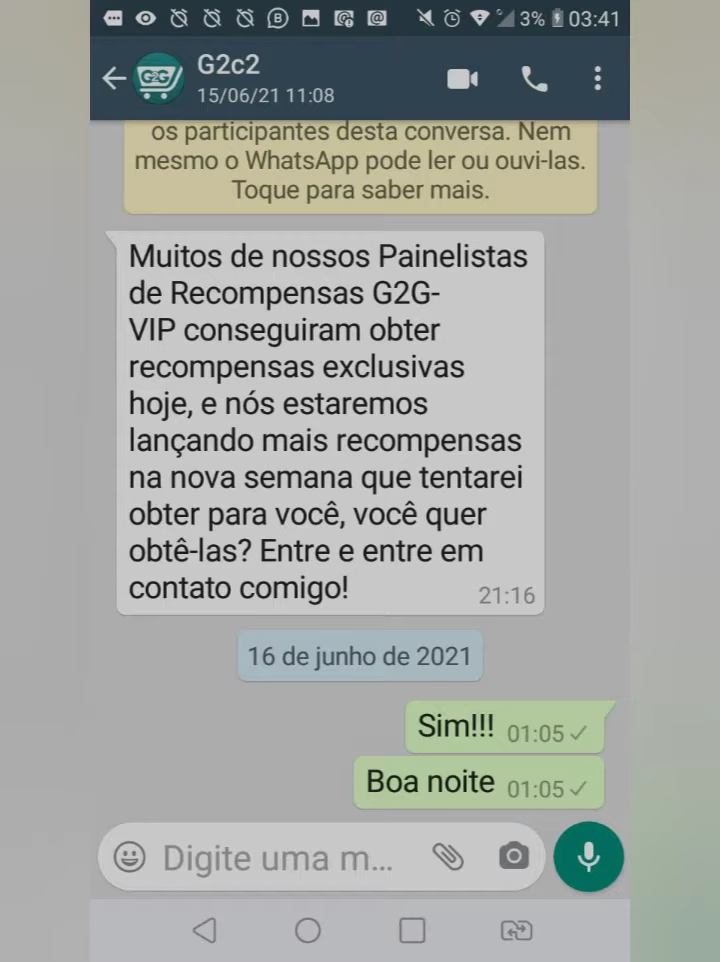 3% 03:41
G2G
G2c2
15/06/21 11:08
os participantes desta conversa. Nem
mesmo o WhatsApp pode ler ou ouvi-las.
Toque para saber mais.
Muitos de nossos Painelistas
de Recompensas G2G-
VIP conseguiram obter
recompensas exclusivas
hoje, e nós estaremos
lançando mais recompensas
na nova semana que tentarei
obter para você, você quer
obtê-las? Entre e entre em
contato comigo!
21:16
16 de junho de 2021
Sim!!! 01:05
Boa noite 01:05
Digite uma m...